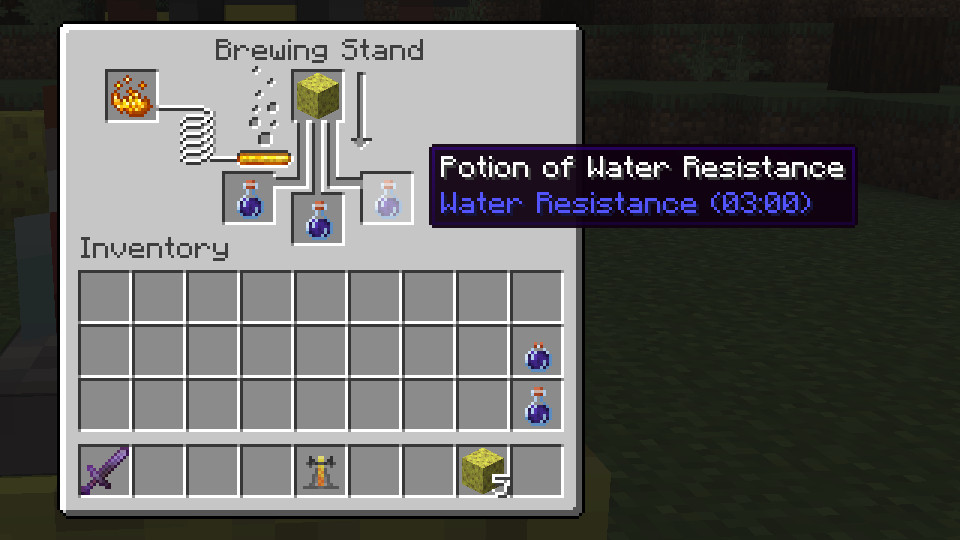 Brewing Stand
Potion of Water Resistance
Water Resistance (03:00)
Inventory
5